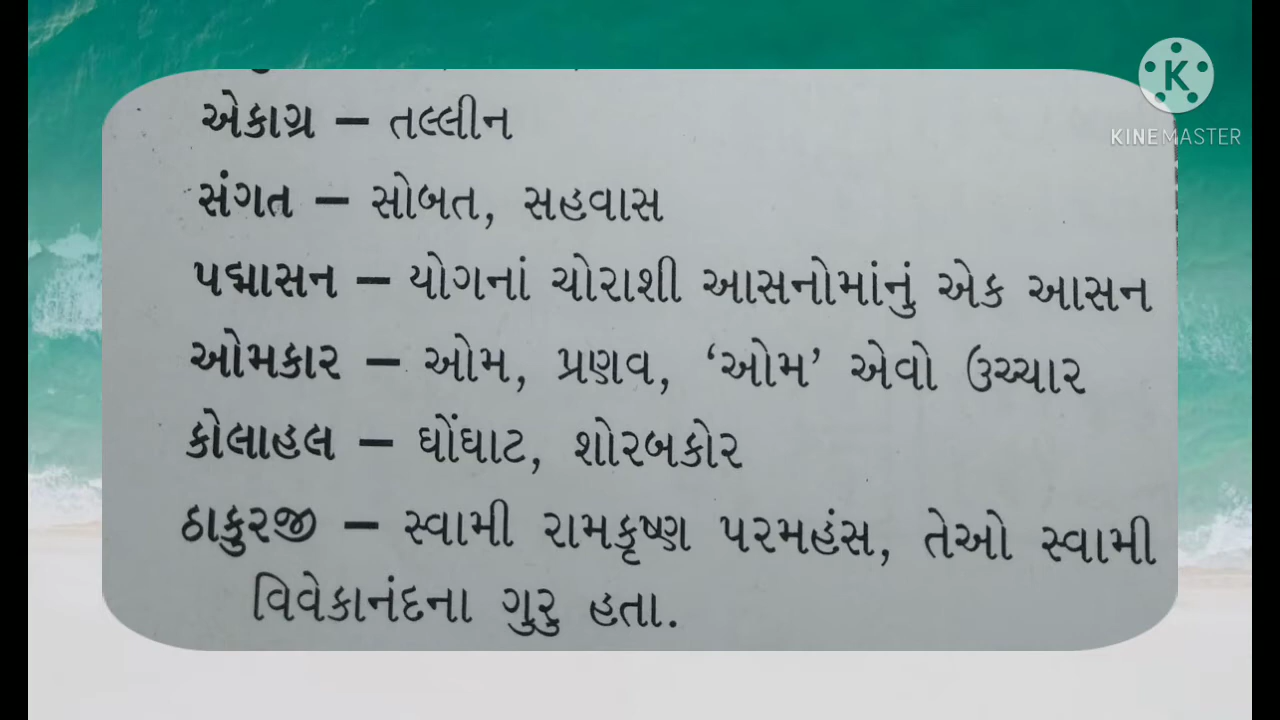 KINEMASTER
એકાગ્ર – તલ્લીન
સંગત – સોબત, સહવાસ
પદ્માસન – યોગનાં ચોરાશી આસનોમાંનું એક આસન
ઓમકાર – ઓમ, પ્રણવ, ‘ઓમ’ એવો ઉચ્ચાર
કોલાહલ – ઘોંઘાટ, શોરબકોર
ઠાકુરજી – સ્વામી રામકૃષ્ણ પરમહંસ, તેઓ સ્વામી
વિવેકાનંદના ગુરુ હતા.